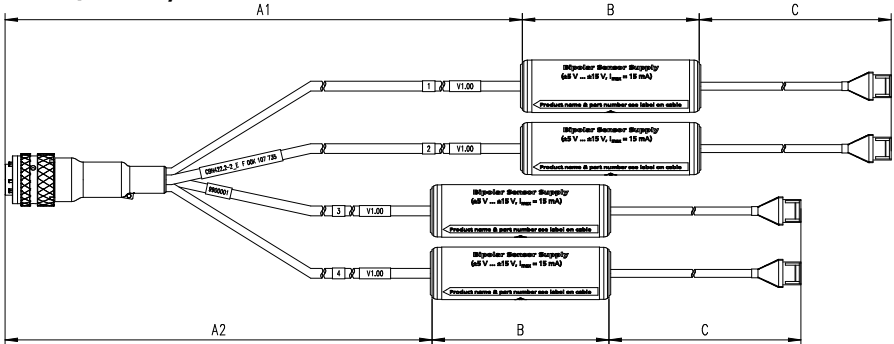 A1 B C
Bipolar Sensor Supply
(±5 V ... ±15 V, Imax = 15 mA)
1 V1.00
Product name & part number see label on cable
Bipolar Sensor Supply
(±5 V ... ±15 V, Imax = 15 mA)
2 V1.00
Product name & part number see label on cable
CBH422.2-2_E F 00K 107 735
9900001
Bipolar Sensor Supply
(±5 V ... ±15 V, Imax = 15 mA)
3 V1.00
Product name & part number see label on cable
Bipolar Sensor Supply
(±5 V ... ±15 V, Imax = 15 mA)
4 V1.00
Product name & part number see label on cable
A2 B C